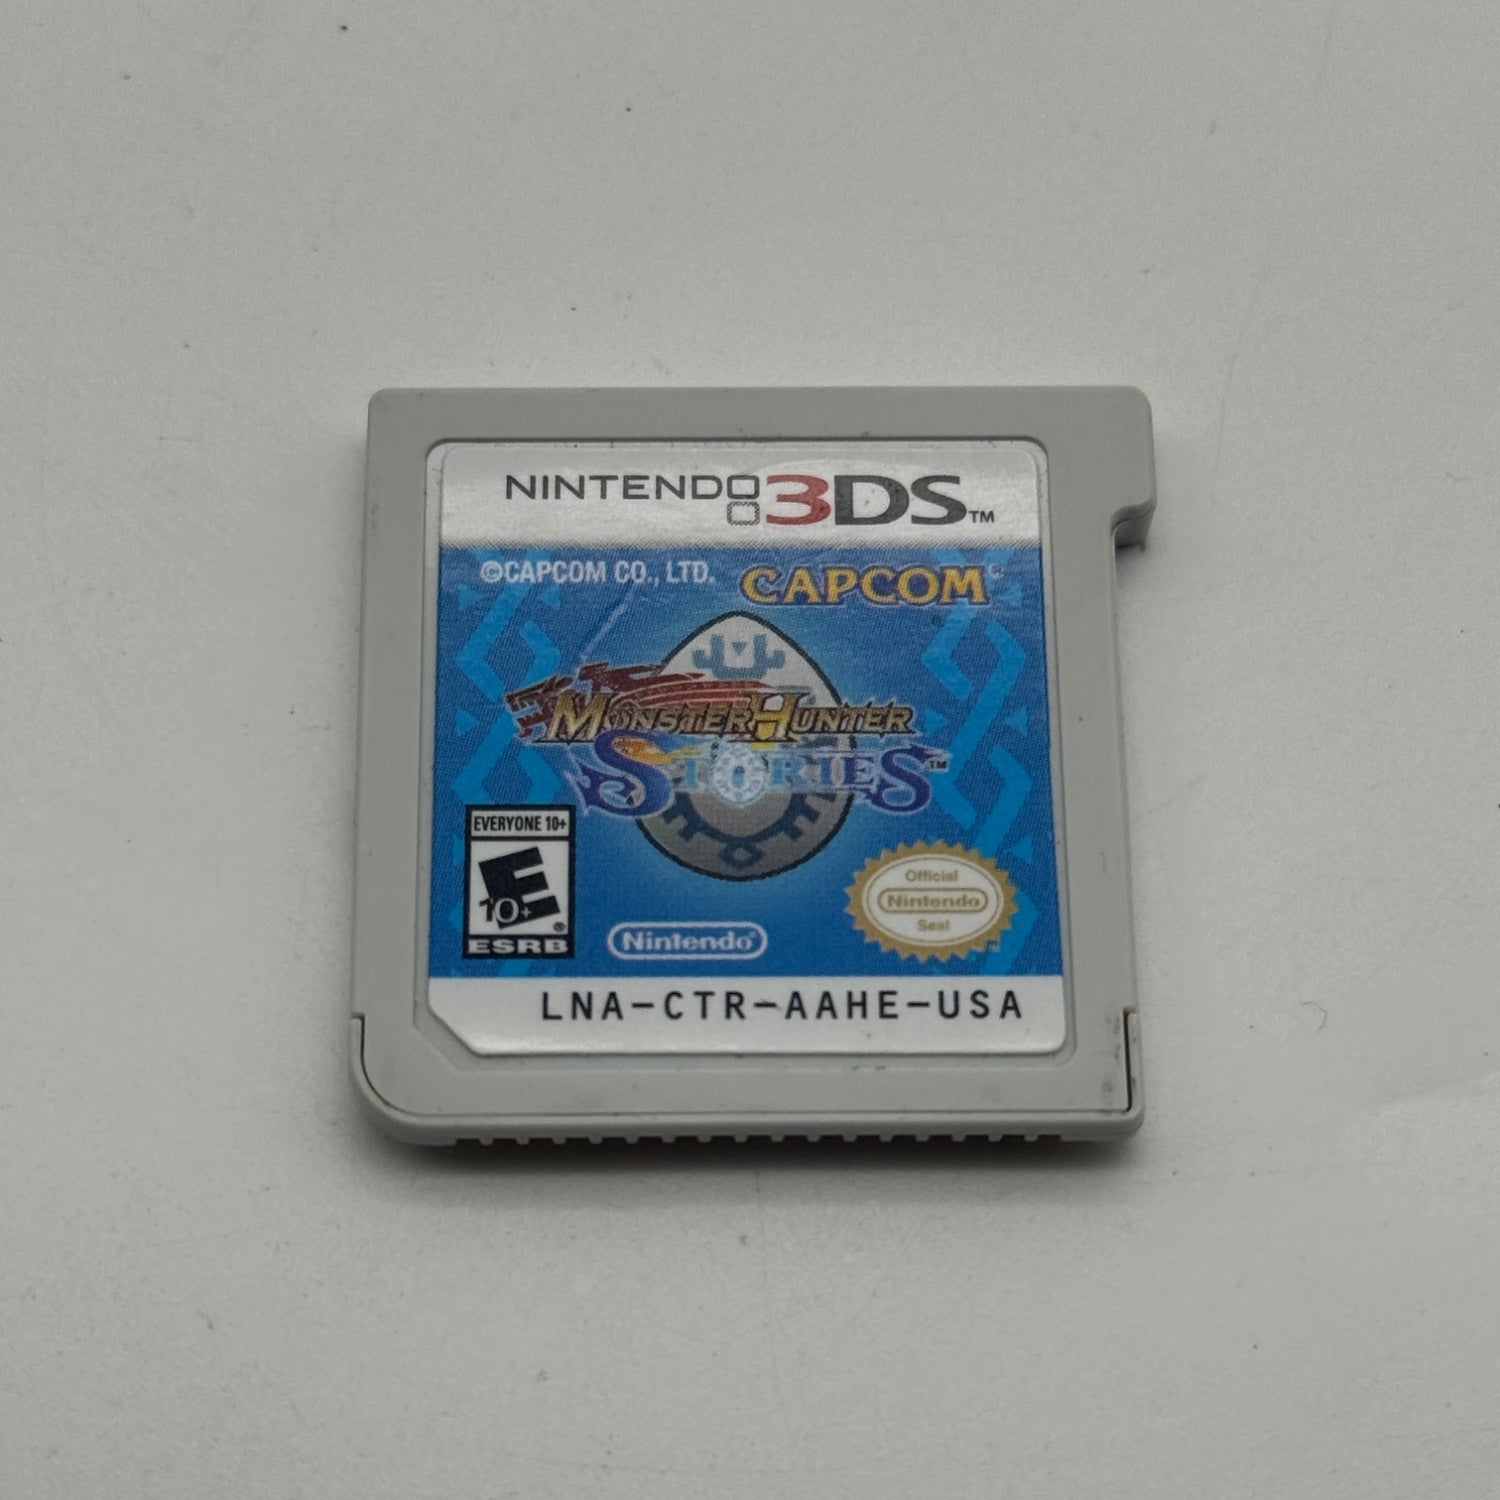 NINTENDO 3DS™
©CAPCOM CO., LTD. CAPCOM®
MONSTER HUNTER
STORIES™
EVERYONE 10+
E
10+
®
ESRB
Nintendo®
Official
Nintendo
Seal
LNA-CTR-AAHE-USA